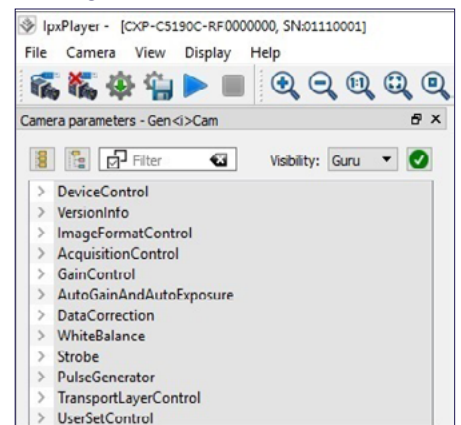 IpxPlayer - [CXP-C5190C-RF0000000, SN:01110001]
File Camera View Display Help
Camera parameters - Gen<i>Cam
Filter Visibility: Guru
> DeviceControl
> VersionInfo
> ImageFormatControl
> AcquisitionControl
> GainControl
> AutoGainAndAutoExposure
> DataCorrection
> WhiteBalance
> Strobe
> PulseGenerator
> TransportLayerControl
> UserSetControl